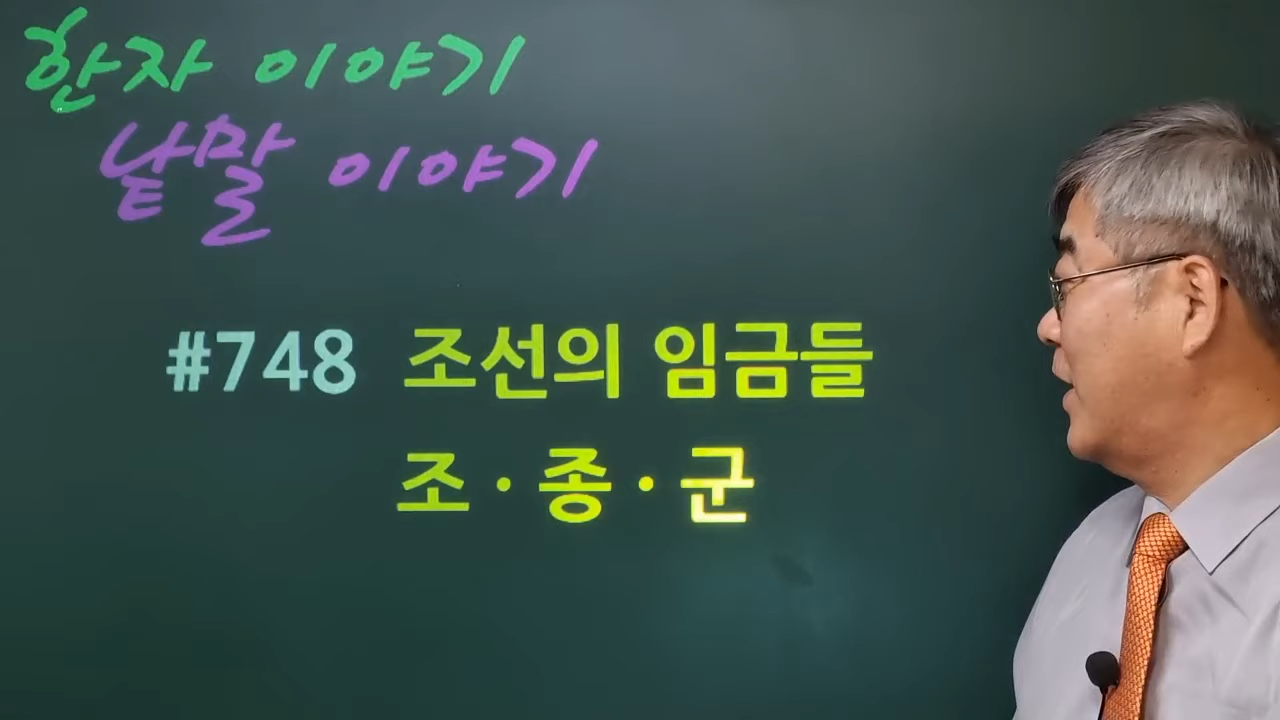 한자 이야기
낱말 이야기
#748 조선의 임금들
조·종·군